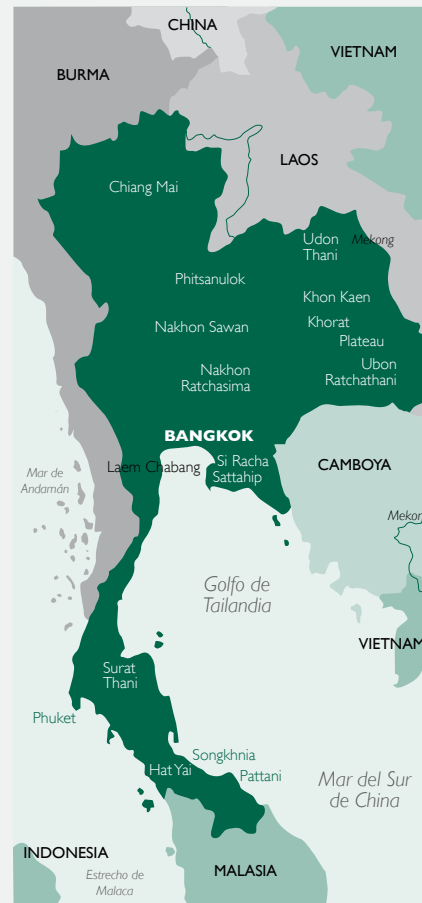 CHINA
VIETNAM
BURMA
LAOS
Chiang Mai
Udon
Thani
Mekong
Phitsanulok
Khon Kaen
Nakhon Sawan
Khorat
Plateau
Nakhon
Ratchasima
Ubon
Ratchathani
BANGKOK
Laem Chabang
Si Racha
Sattahip
CAMBOYA
Mar de
Andamán
Mekon
Golfo de
Tailandia
VIETNAM
Surat
Thani
Phuket
Songkhnia
Hat Yai
Pattani
Mar del Sur
de China
INDONESIA
Estrecho de
Malaca
MALASIA